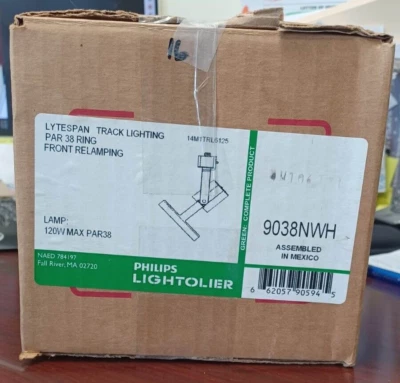 16
LYTESPAN TRACK LIGHTING
PAR 38 RING
FRONT RELAMPING
14M1TRL6125
LAMP:
120W MAX PAR38
GREEN: COMPLETE PRODUCT
9038NWH
ASSEMBLED
IN MEXICO
NAED 784197
Fall River, MA 02720
PHILIPS
LIGHTOLIER
6 62057 90594 5